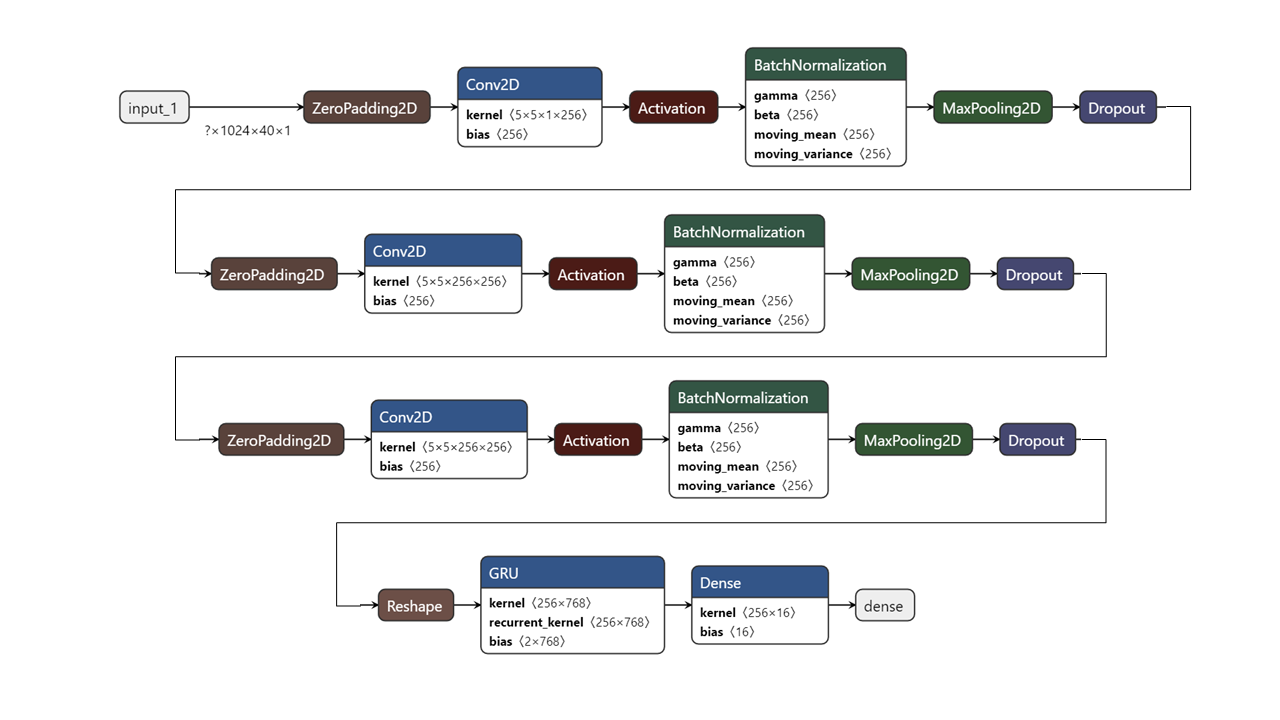 input_1
?×1024×40×1
ZeroPadding2D
Conv2D
kernel 〈5×5×1×256〉
bias 〈256〉
Activation
BatchNormalization
gamma 〈256〉
beta 〈256〉
moving_mean 〈256〉
moving_variance 〈256〉
MaxPooling2D
Dropout
ZeroPadding2D
Conv2D
kernel 〈5×5×256×256〉
bias 〈256〉
Activation
BatchNormalization
gamma 〈256〉
beta 〈256〉
moving_mean 〈256〉
moving_variance 〈256〉
MaxPooling2D
Dropout
ZeroPadding2D
Conv2D
kernel 〈5×5×256×256〉
bias 〈256〉
Activation
BatchNormalization
gamma 〈256〉
beta 〈256〉
moving_mean 〈256〉
moving_variance 〈256〉
MaxPooling2D
Dropout
Reshape
GRU
kernel 〈256×768〉
recurrent_kernel 〈256×768〉
bias 〈2×768〉
Dense
kernel 〈256×16〉
bias 〈16〉
dense